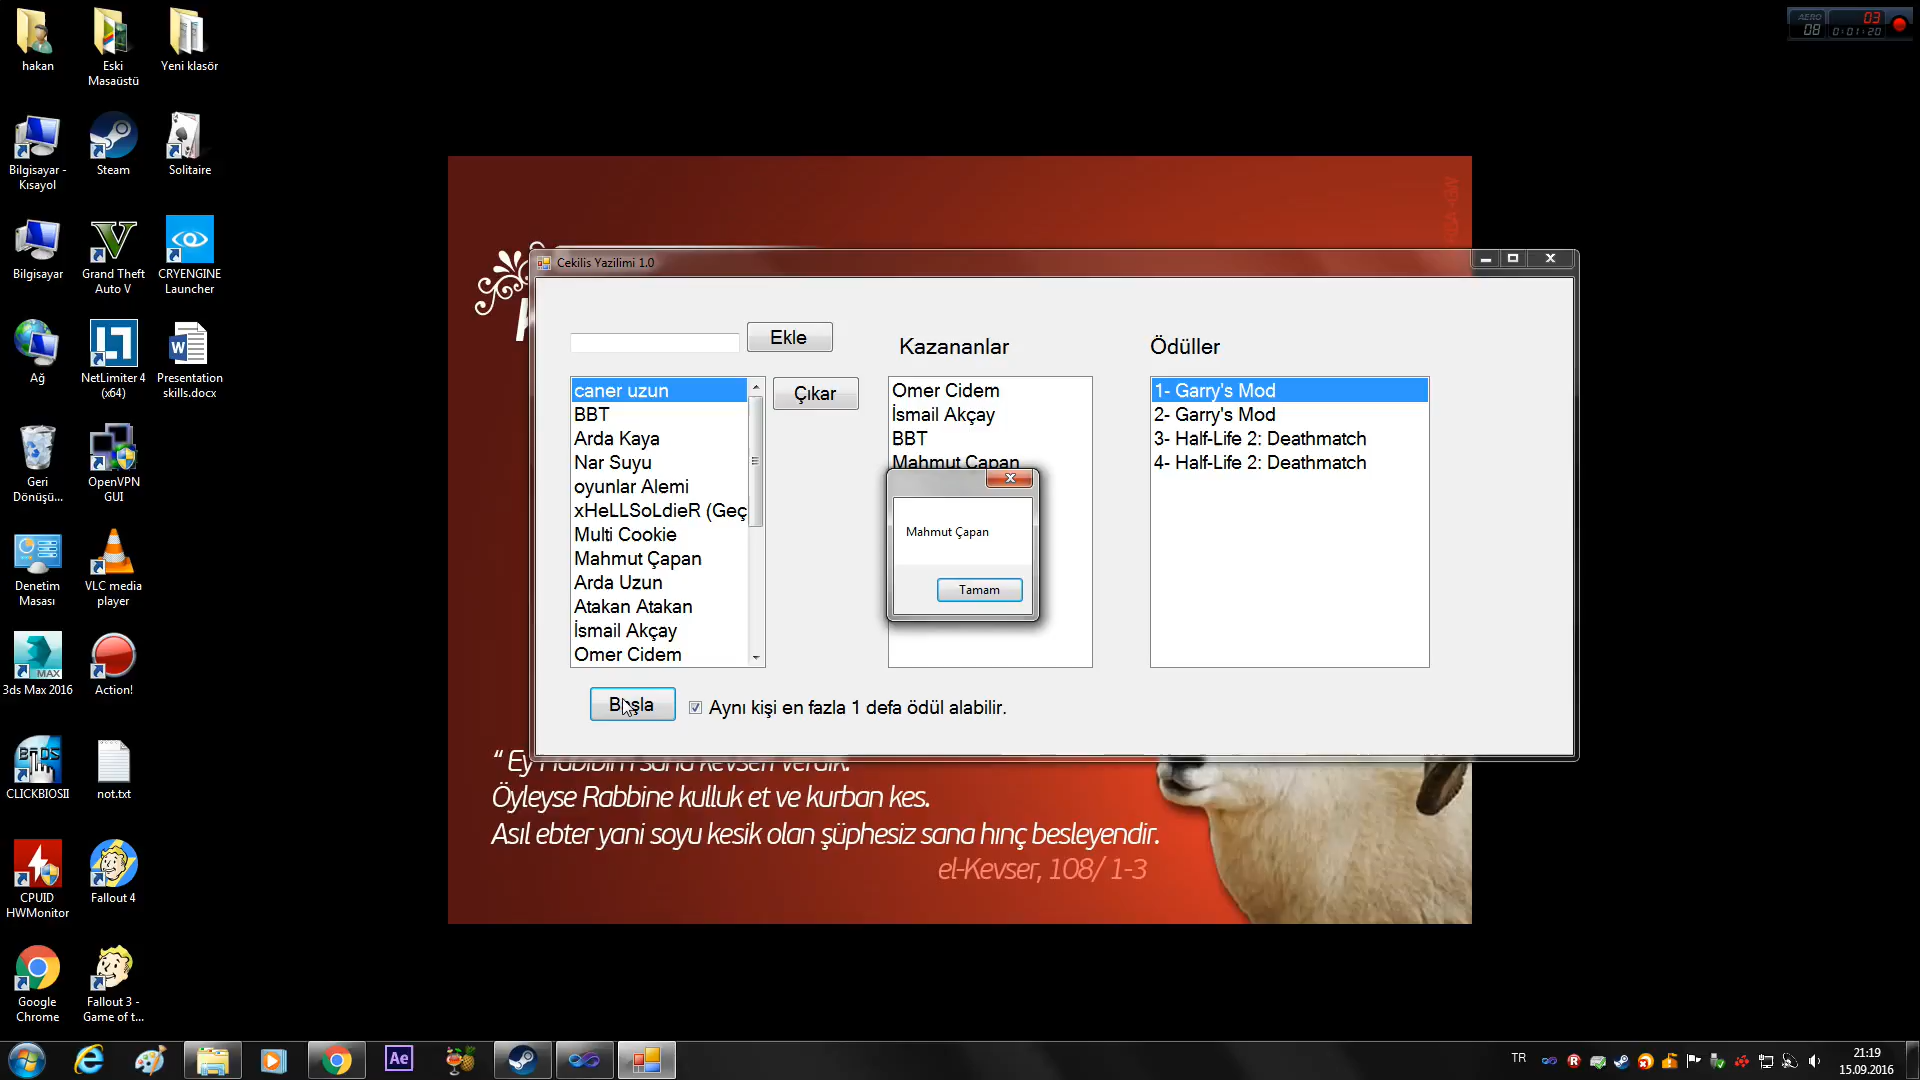 hakan
Eski
Masaüstü
Yeni klasör
Bilgisayar -
Kısayol
Steam
Solitaire
Bilgisayar
Grand Theft
Auto V
CRYENGINE
Launcher
Ağ
NetLimiter 4
(x64)
Presentation
skills.docx
Geri
Dönüşü...
OpenVPN
GUI
Denetim
Masası
VLC media
player
3ds Max 2016
Action!
CLICKBIOSII
not.txt
CPUID
HWMonitor
Fallout 4
Google
Chrome
Fallout 3 -
Game of t...
AERO
08
03
0:01:20
Cekilis Yazilimi 1.0
Ekle
Çıkar
caner uzun
BBT
Arda Kaya
Nar Suyu
oyunlar Alemi
xHeLLSoLdieR (Geç
Multi Cookie
Mahmut Çapan
Arda Uzun
Atakan Atakan
İsmail Akçay
Omer Cidem
Kazananlar
Omer Cidem
İsmail Akçay
BBT
Mahmut Çapan
Mahmut Çapan
Tamam
Ödüller
1- Garry's Mod
2- Garry's Mod
3- Half-Life 2: Deathmatch
4- Half-Life 2: Deathmatch
Başla
Aynı kişi en fazla 1 defa ödül alabilir.
Öyleyse Rabbine kulluk et ve kurban kes.
Asıl ebter yani soyu kesik olan şüphesiz sana hınç besleyendir.
el-Kevser, 108/ 1-3
Ae
TR
21:19
15.09.2016